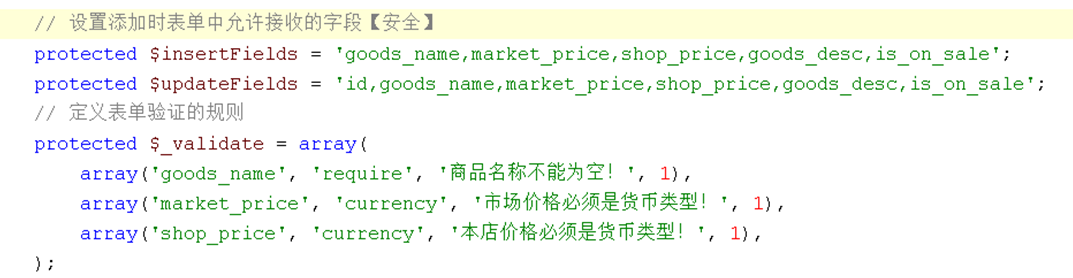 // 设置添加时表单中允许接收的字段【安全】
protected $insertFields = 'goods_name,market_price,shop_price,goods_desc,is_on_sale';
protected $updateFields = 'id,goods_name,market_price,shop_price,goods_desc,is_on_sale';
// 定义表单验证的规则
protected $_validate = array(
    array('goods_name', 'require', '商品名称不能为空！', 1),
    array('market_price', 'currency', '市场价格必须是货币类型！', 1),
    array('shop_price', 'currency', '本店价格必须是货币类型！', 1),
);